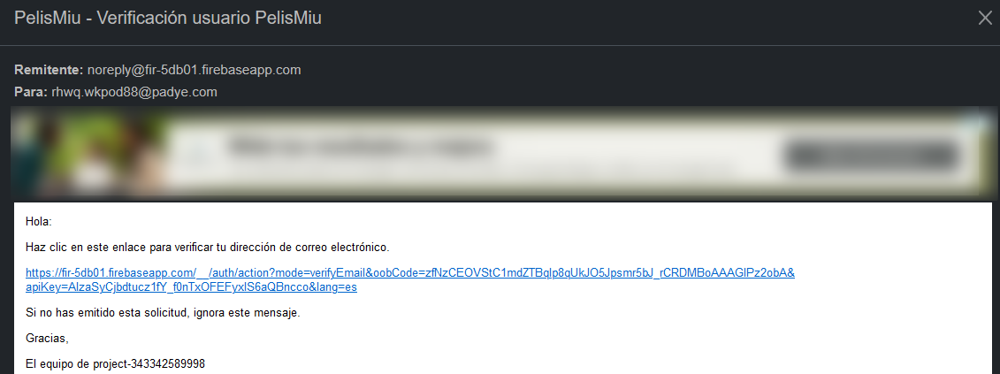 PelisMiu - Verificación usuario PelisMiu
Remitente: noreply@fir-5db01.firebaseapp.com
Para: rhwq.wkpod88@padye.com
Hola:
Haz clic en este enlace para verificar tu dirección de correo electrónico.
https://fir-5db01.firebaseapp.com/__/auth/action?mode=verifyEmail&oobCode=zfNzCEOVStC1mdZTBqlp8qUkJO5Jpsmr5bJ_rCRDMBoAAAGlPz2obA&
apiKey=AIzaSyCjbdtucz1fY_f0nTxOFEFyxlS6aQBncco&lang=es
Si no has emitido esta solicitud, ignora este mensaje.
Gracias,
El equipo de project-343342589998